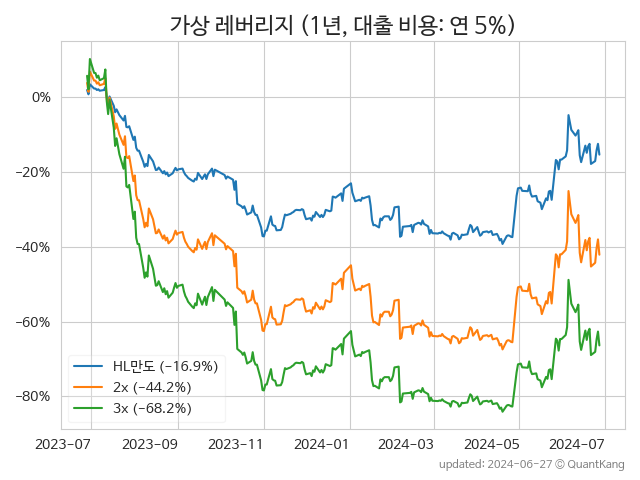 가상 레버리지 (1년, 대출 비용: 연 5%)
0%
−20%
−40%
−60%
−80%
HL만도 (−16.9%)
2x (−44.2%)
3x (−68.2%)
2023-07 2023-09 2023-11 2024-01 2024-03 2024-05 2024-07
updated: 2024-06-27 © QuantKang